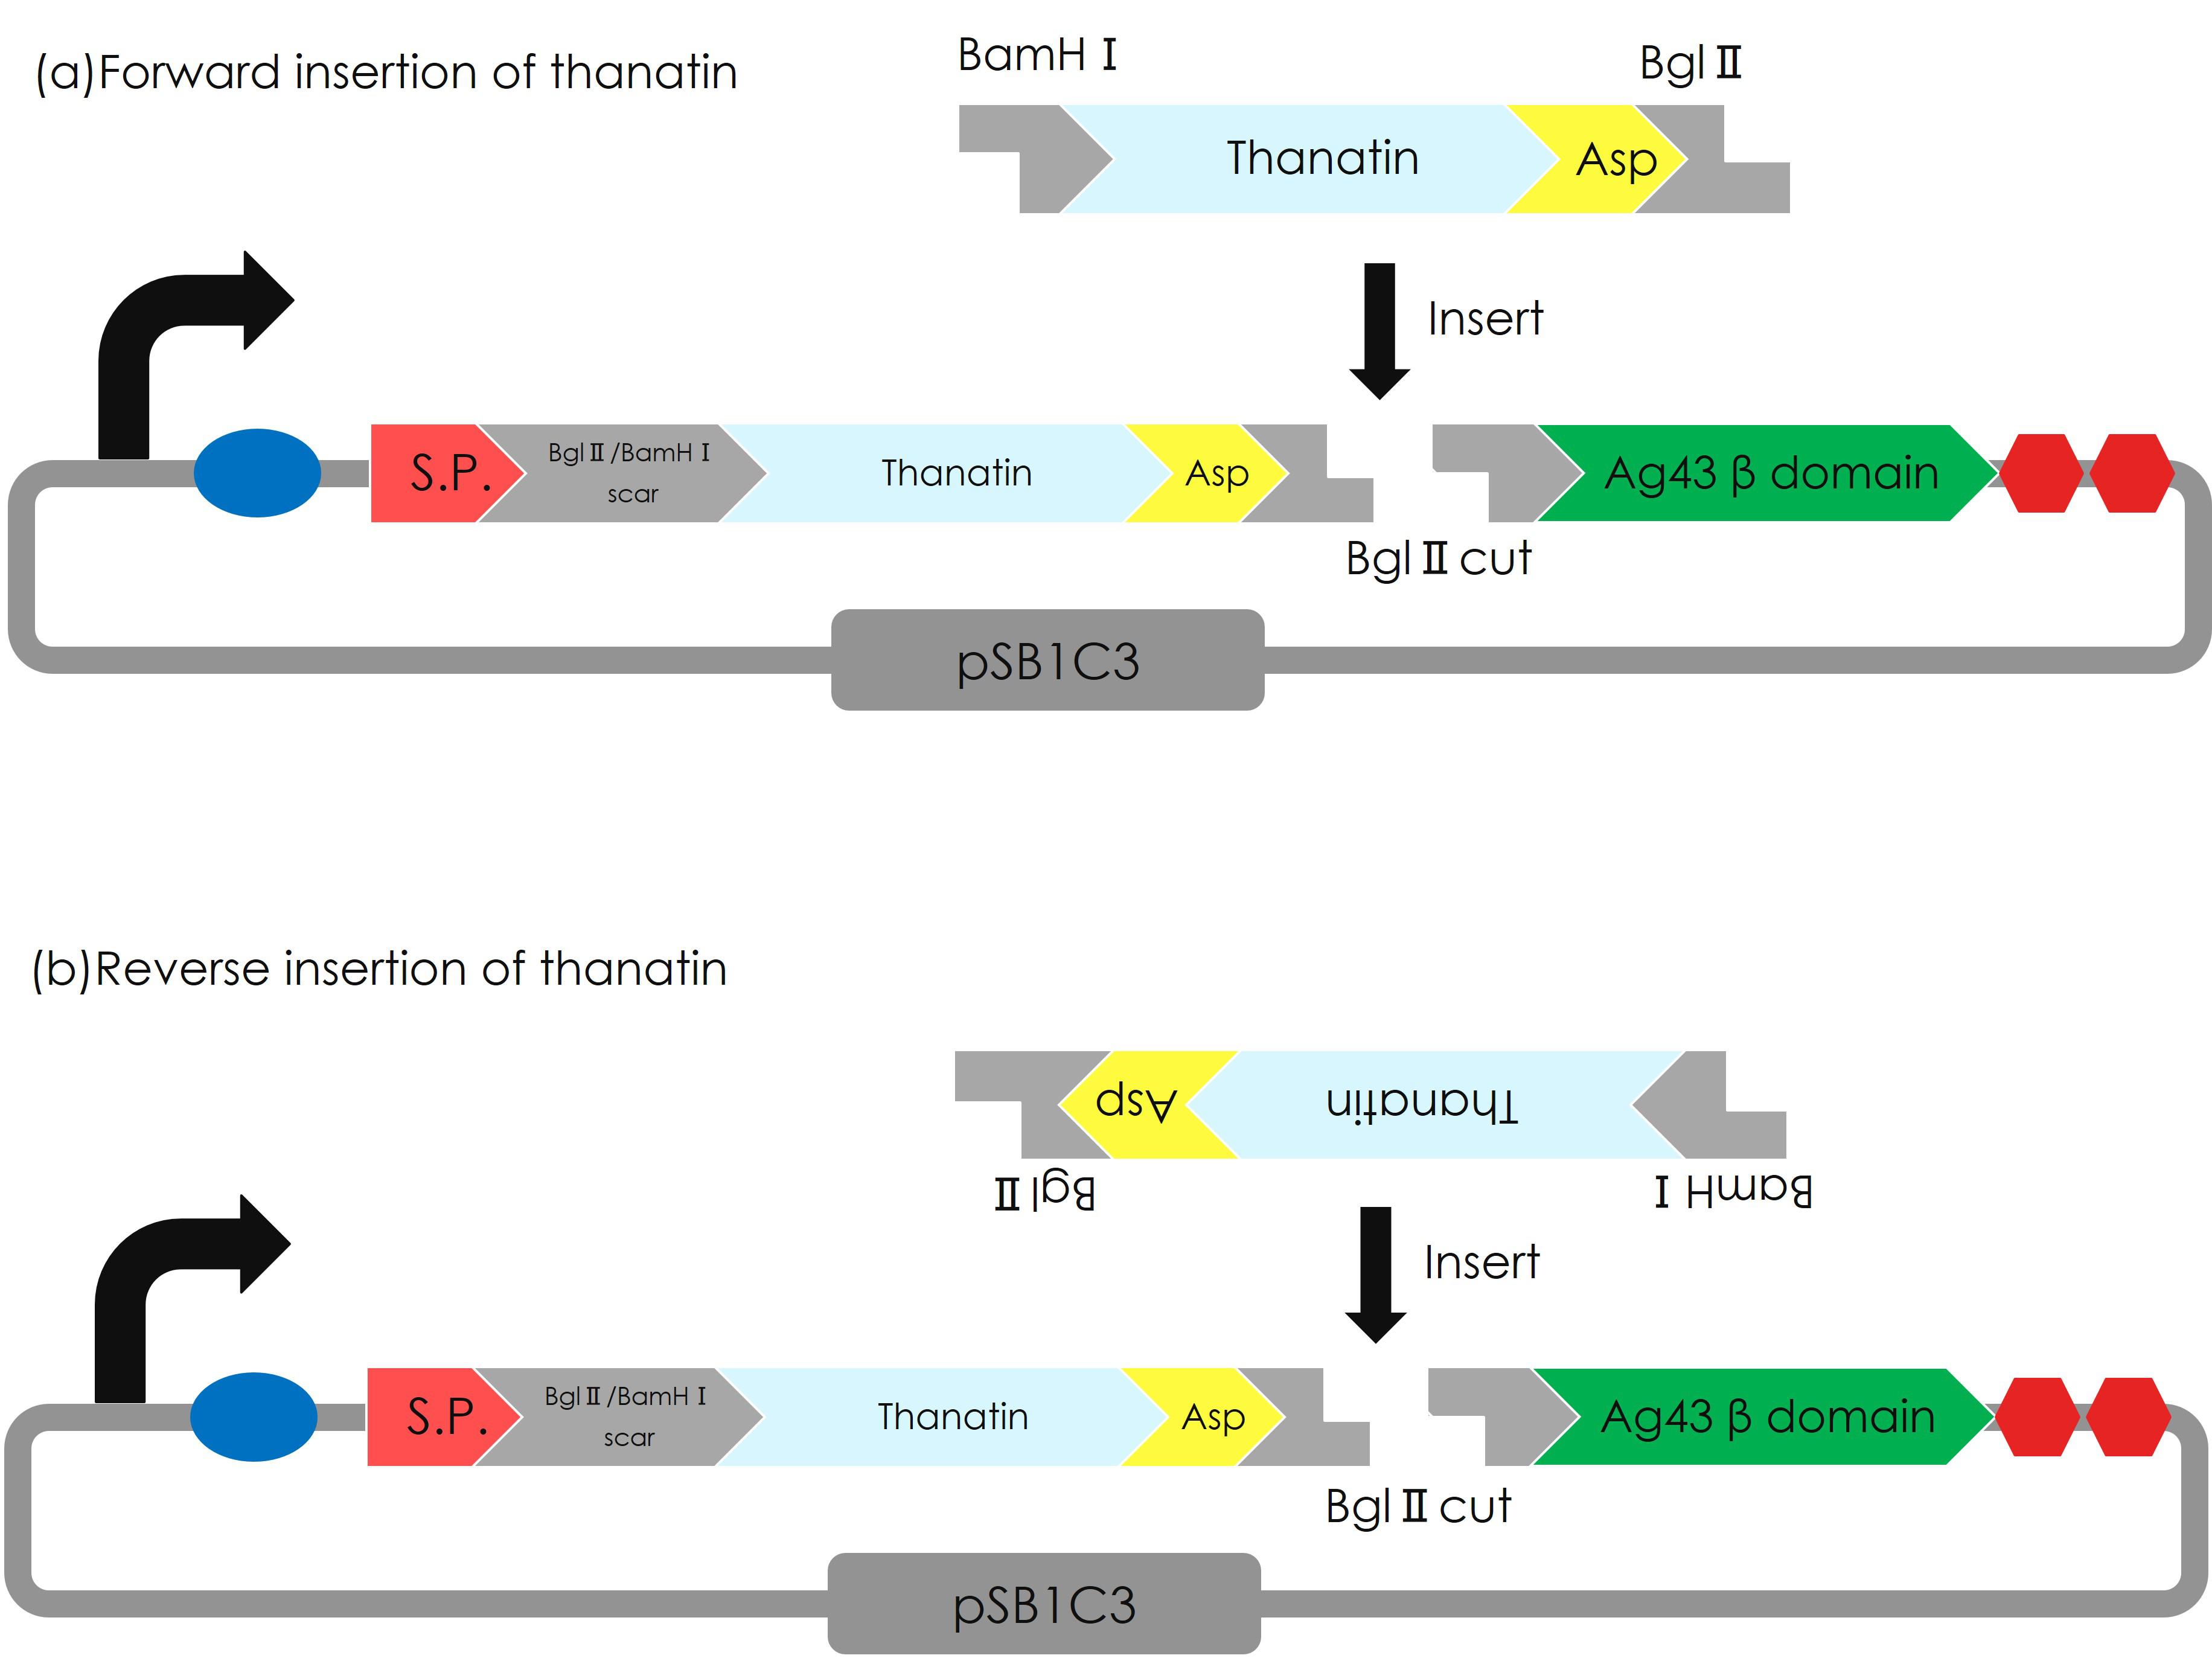 (a)Forward insertion of thanatin
BamH Ⅰ
Bgl Ⅱ
Thanatin
Asp
Insert
S.P.
Bgl Ⅱ /BamH Ⅰ
scar
Thanatin
Asp
Ag43 β domain
Bgl Ⅱ cut
pSB1C3
(b)Reverse insertion of thanatin
Asp
Thanatin
Bgl Ⅱ
BamH Ⅰ
Insert
S.P.
Bgl Ⅱ /BamH Ⅰ
scar
Thanatin
Asp
Ag43 β domain
Bgl Ⅱ cut
pSB1C3